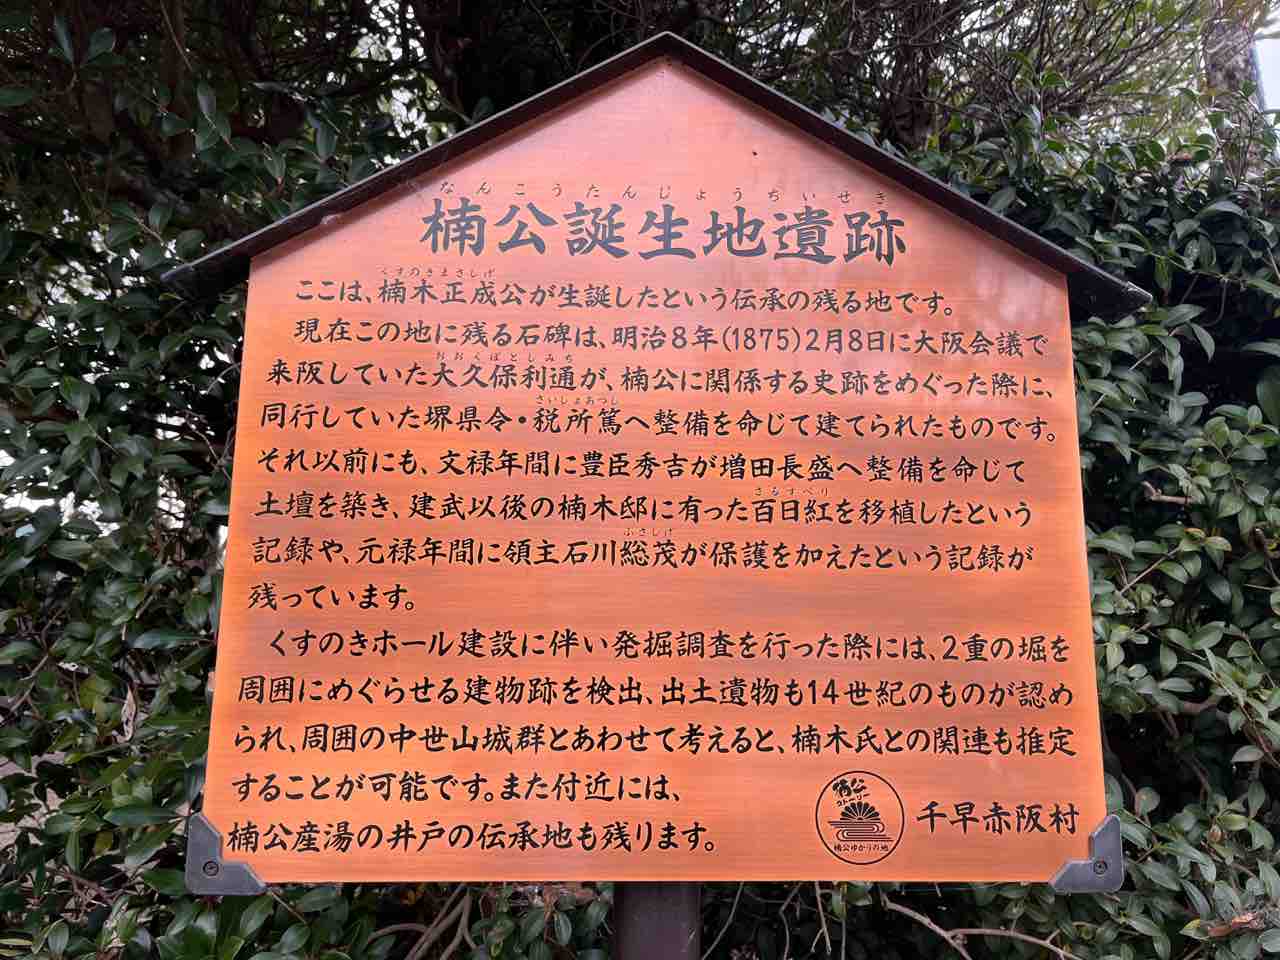 なんこうたんじょうちいせき
楠公誕生地遺跡
くすのきまさしげ
ここは、楠木正成公が生誕したという伝承の残る地です。
現在この地に残る石碑は、明治8年(1875)2月8日に大阪会議で
おおくぼとしみち
来阪していた大久保利通が、楠公に関係する史跡をめぐった際に、
さいしょあつし
同行していた堺県令・税所篤へ整備を命じて建てられたものです。
それ以前にも、文禄年間に豊臣秀吉が増田長盛へ整備を命じて
さるすべり
土壇を築き、建武以後の楠木邸に有った百日紅を移植したという
ふさしげ
記録や、元禄年間に領主石川総茂が保護を加えたという記録が
残っています。
くすのきホール建設に伴い発掘調査を行った際には、2重の堀を
周囲にめぐらせる建物跡を検出、出土遺物も14世紀のものが認め
られ、周囲の中世山城群とあわせて考えると、楠木氏との関連も推定
することが可能です。また付近には、
楠公産湯の井戸の伝承地も残ります。
楠公
ストーリー
楠公ゆかりの地
千早赤阪村